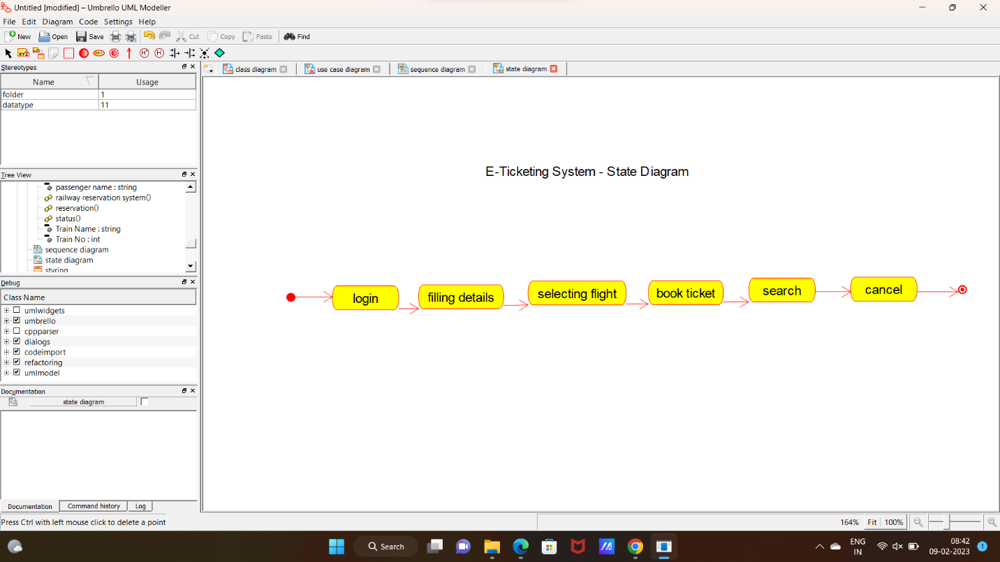 Untitled [modified] – Umbrello UML Modeller
File Edit Diagram Code Settings Help
New Open Save Cut Copy Paste Find
XYZ ABC H* H
Stereotypes
class diagram use case diagram sequence diagram state diagram
Name Usage
folder 1
datatype 11
E-Ticketing System - State Diagram
Tree View
passenger name : string
railway reservation system()
reservation()
status()
Train Name : string
Train No : int
sequence diagram
state diagram
styring
login filling details selecting flight book ticket search cancel
Debug
Class Name
umlwidgets
umbrello
cppparser
dialogs
codeimport
refactoring
umlmodel
Documentation
state diagram
Documentation Command history Log
Press Ctrl with left mouse click to delete a point 164% Fit 100%
Search
ENG
IN
08:42
09-02-2023
1